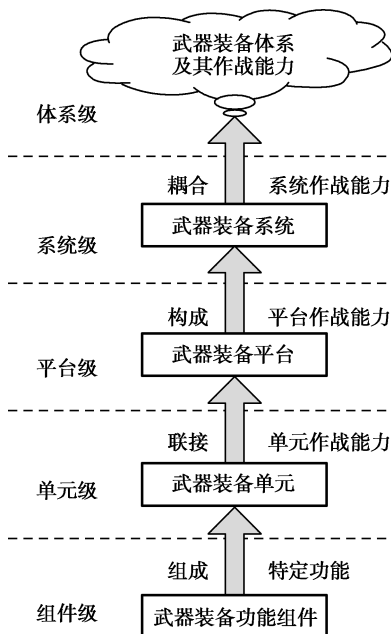 武器装备体系
及其作战能力
体系级
耦合 系统作战能力
武器装备系统
系统级
构成 平台作战能力
武器装备平台
平台级
联接 单元作战能力
武器装备单元
单元级
组成 特定功能
组件级 武器装备功能组件